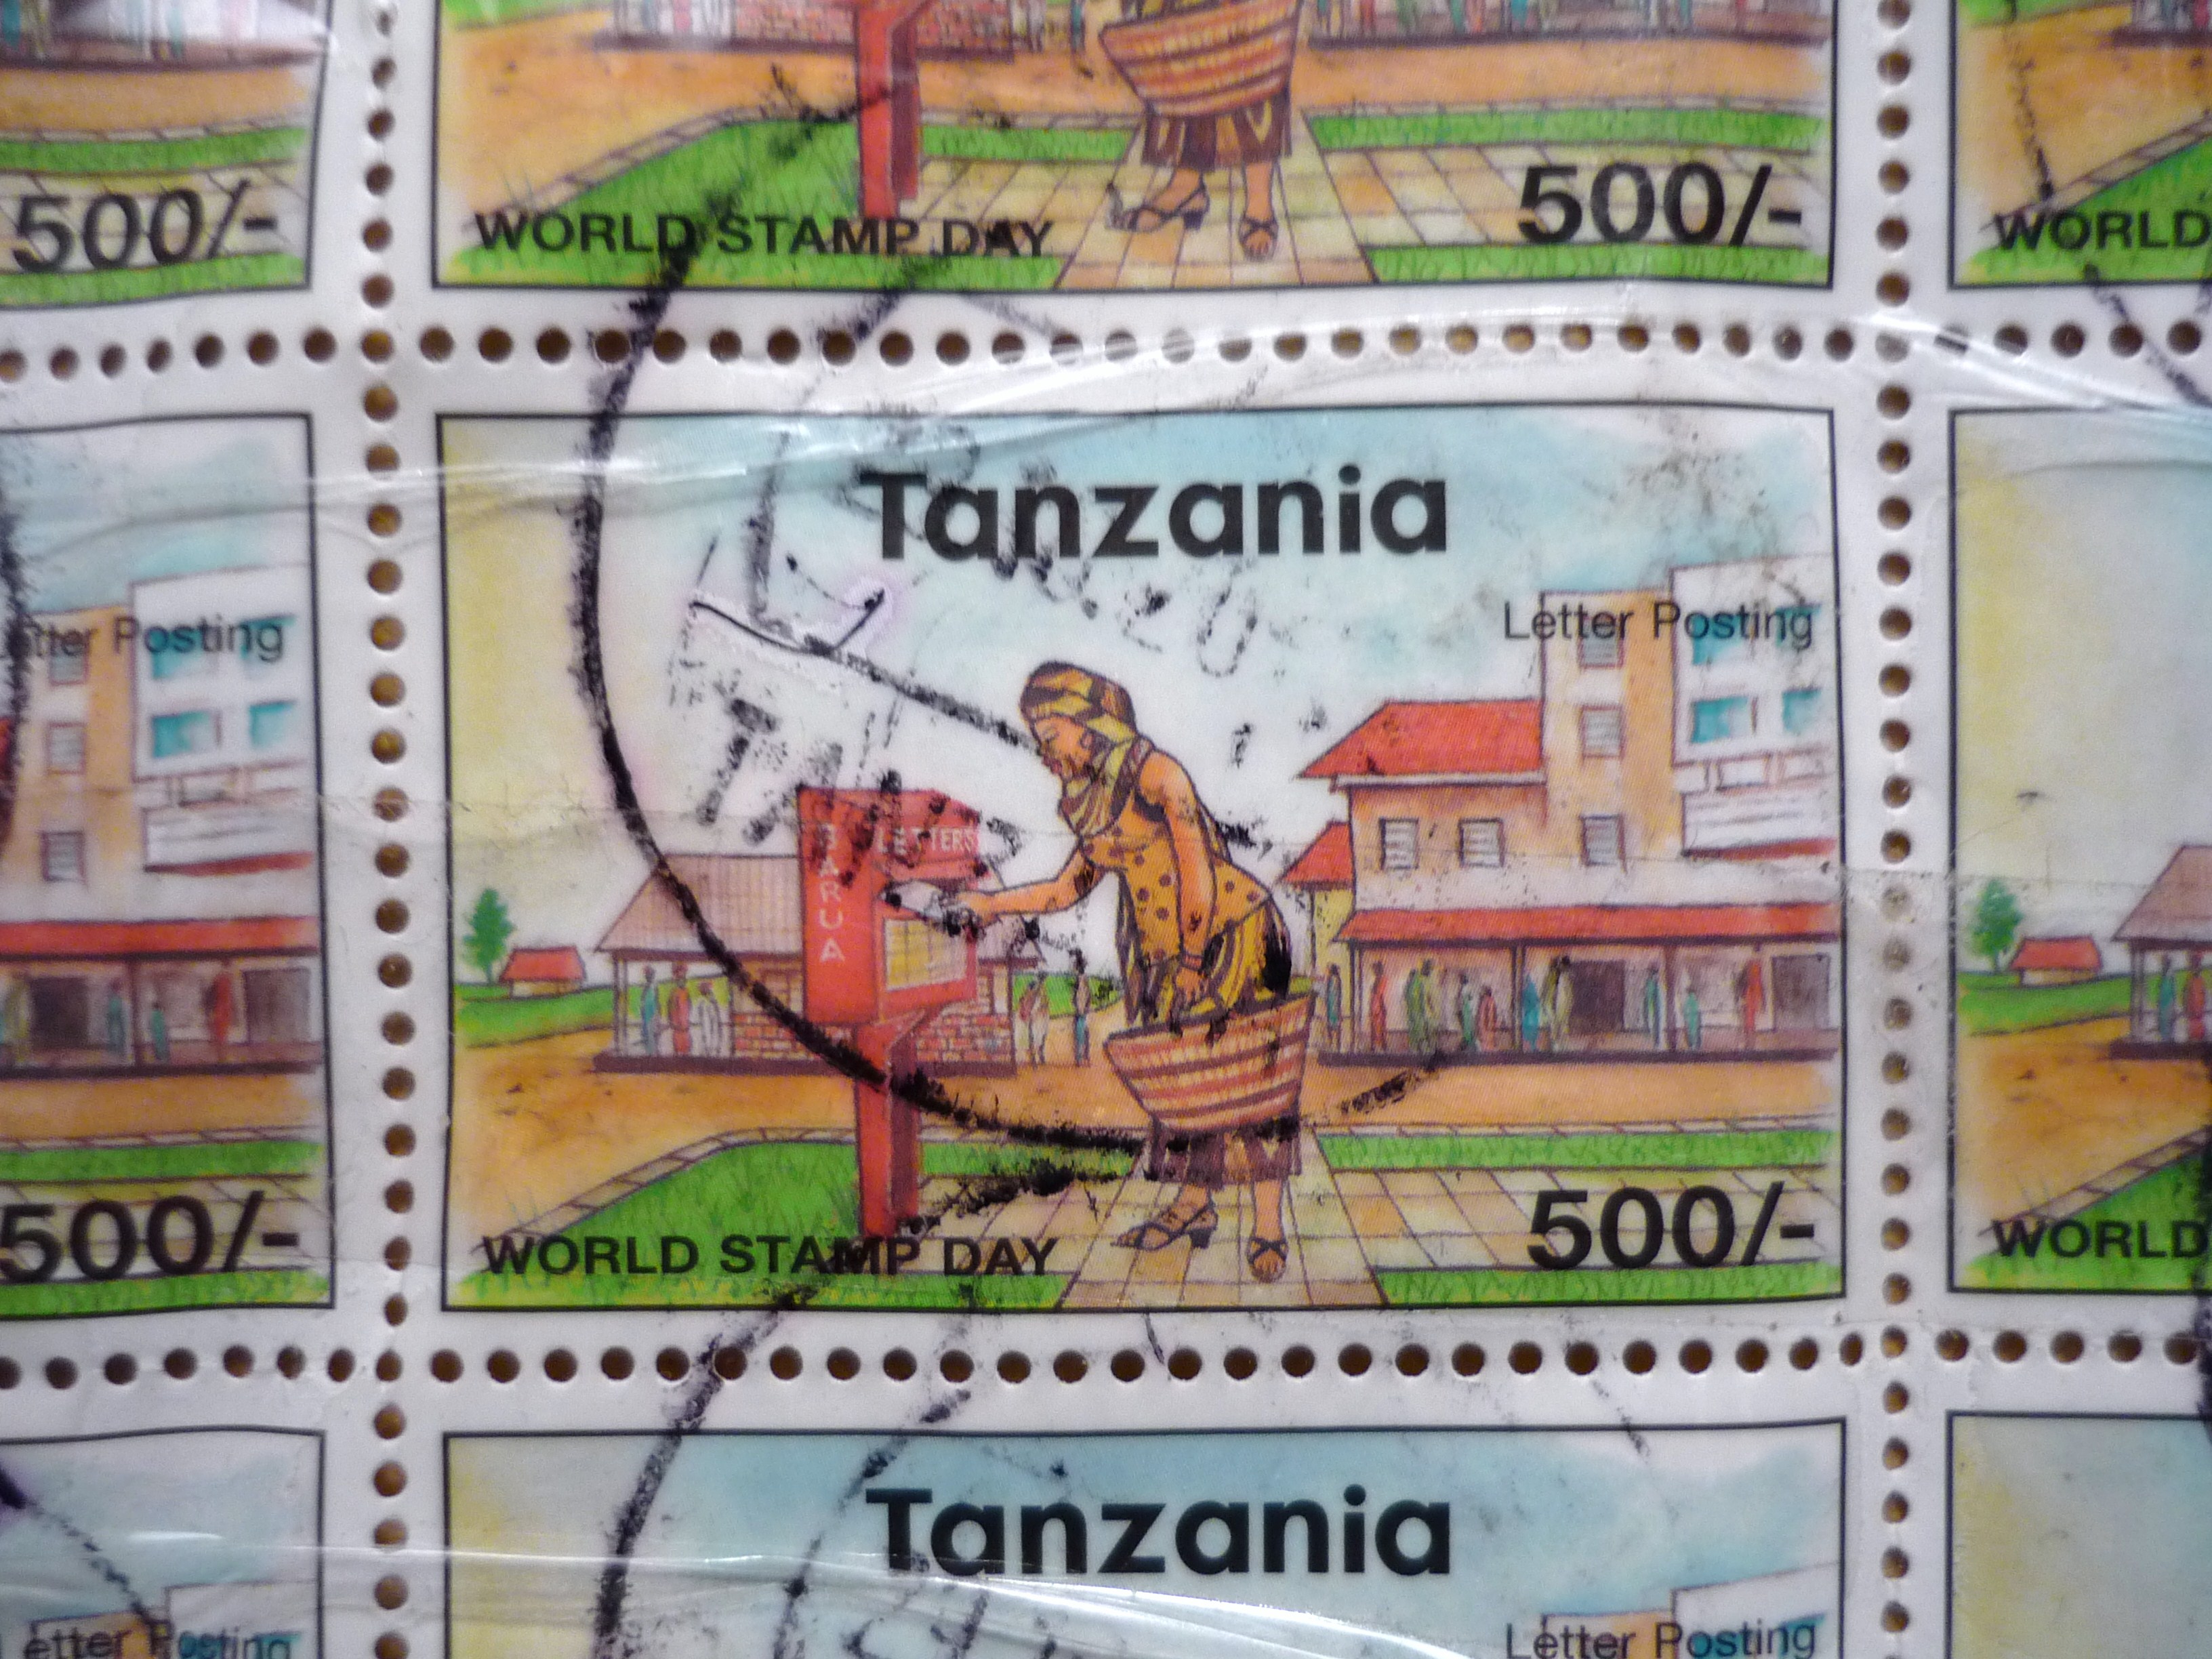 500/-
WORLD STAMP DAY
500/-
WORLD
Tanzania
Letter Posting
Posting
BARUA
LETTERS
500/-
WORLD STAMP DAY
500/-
WORLD
Tanzania
Letter Posting
Posting